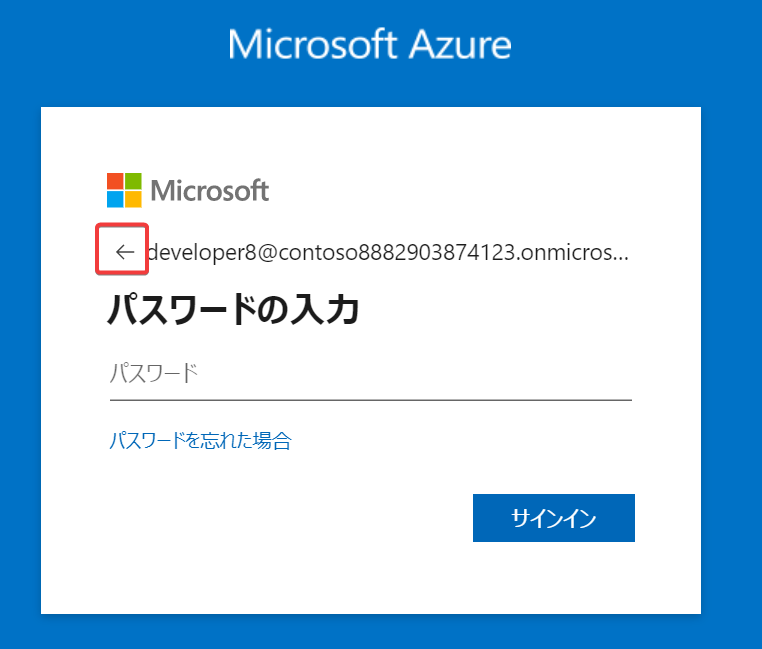 Microsoft Azure
Microsoft
← developer8@contoso8882903874123.onmicros...
パスワードの入力
パスワード
パスワードを忘れた場合
サインイン